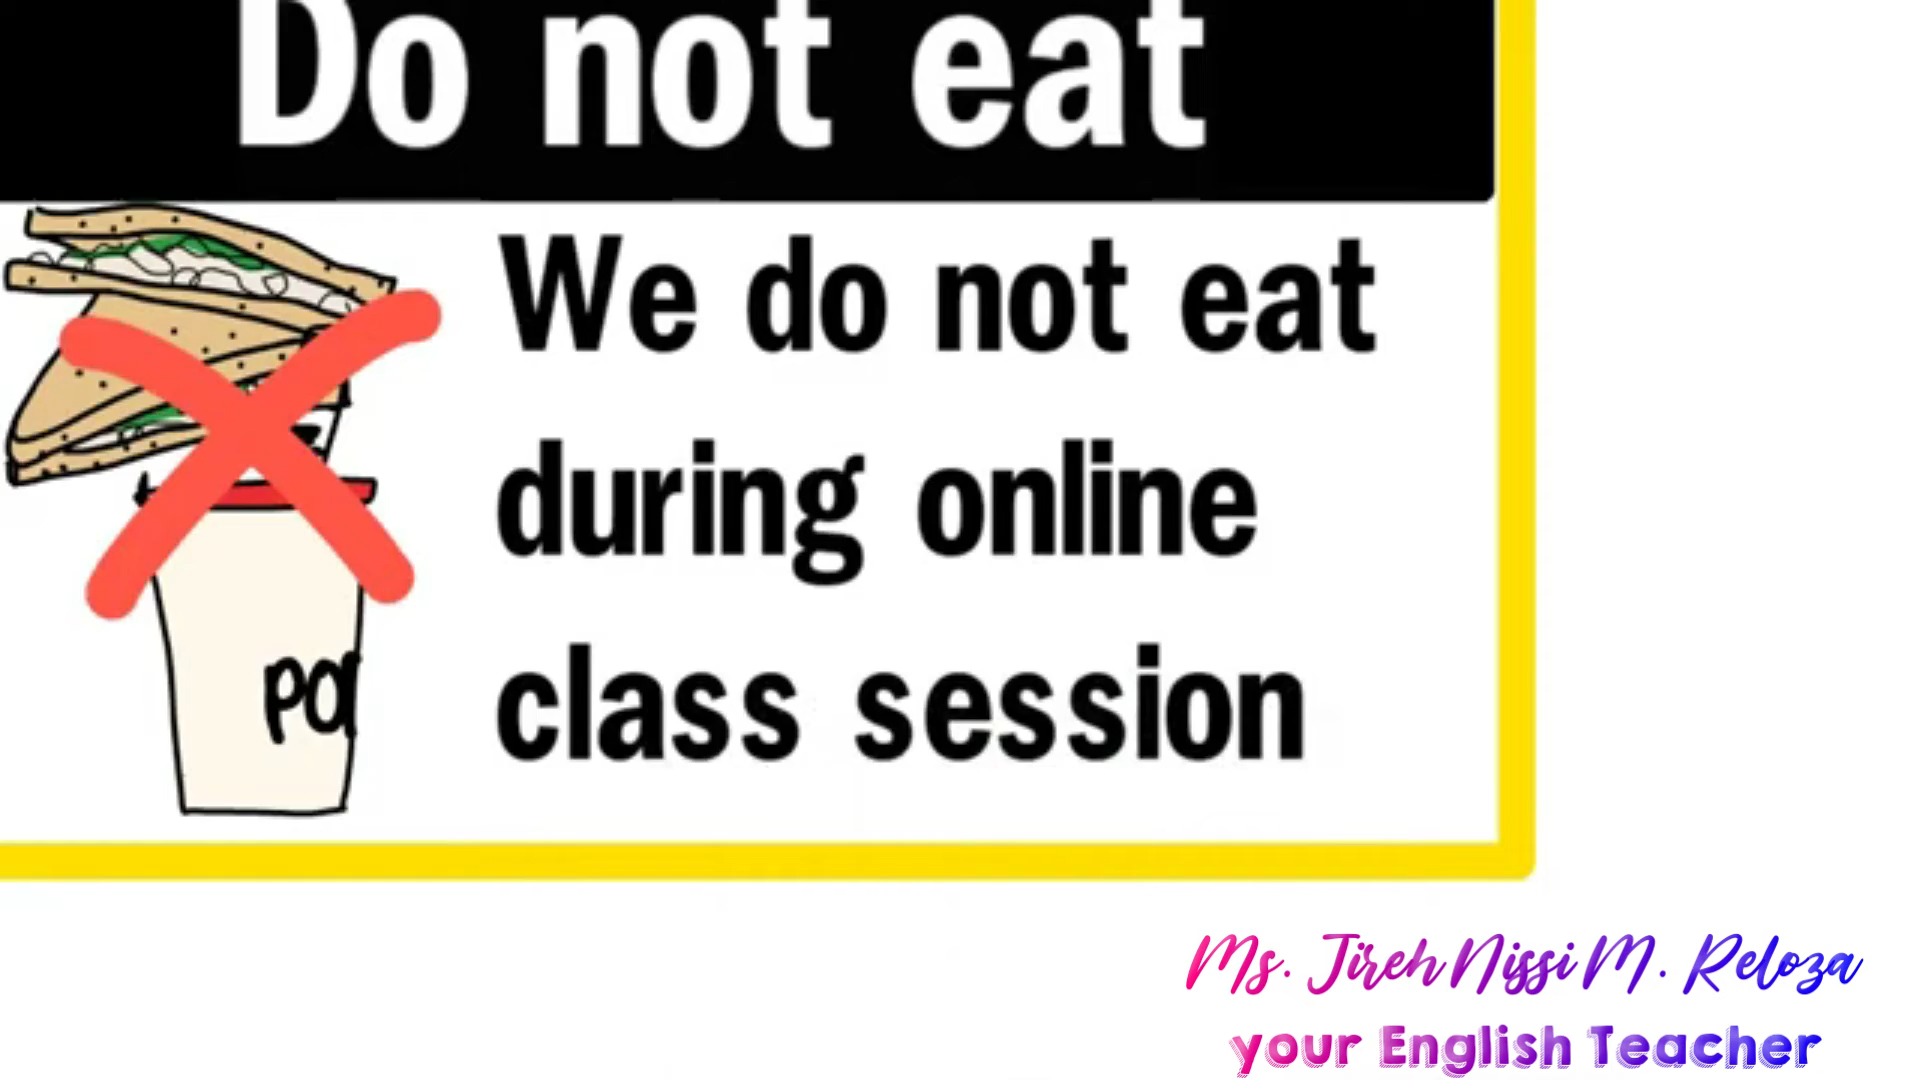 Do not eat
We do not eat
during online
class session
Ms. Jireh Nissi M. Reloza
your English Teacher